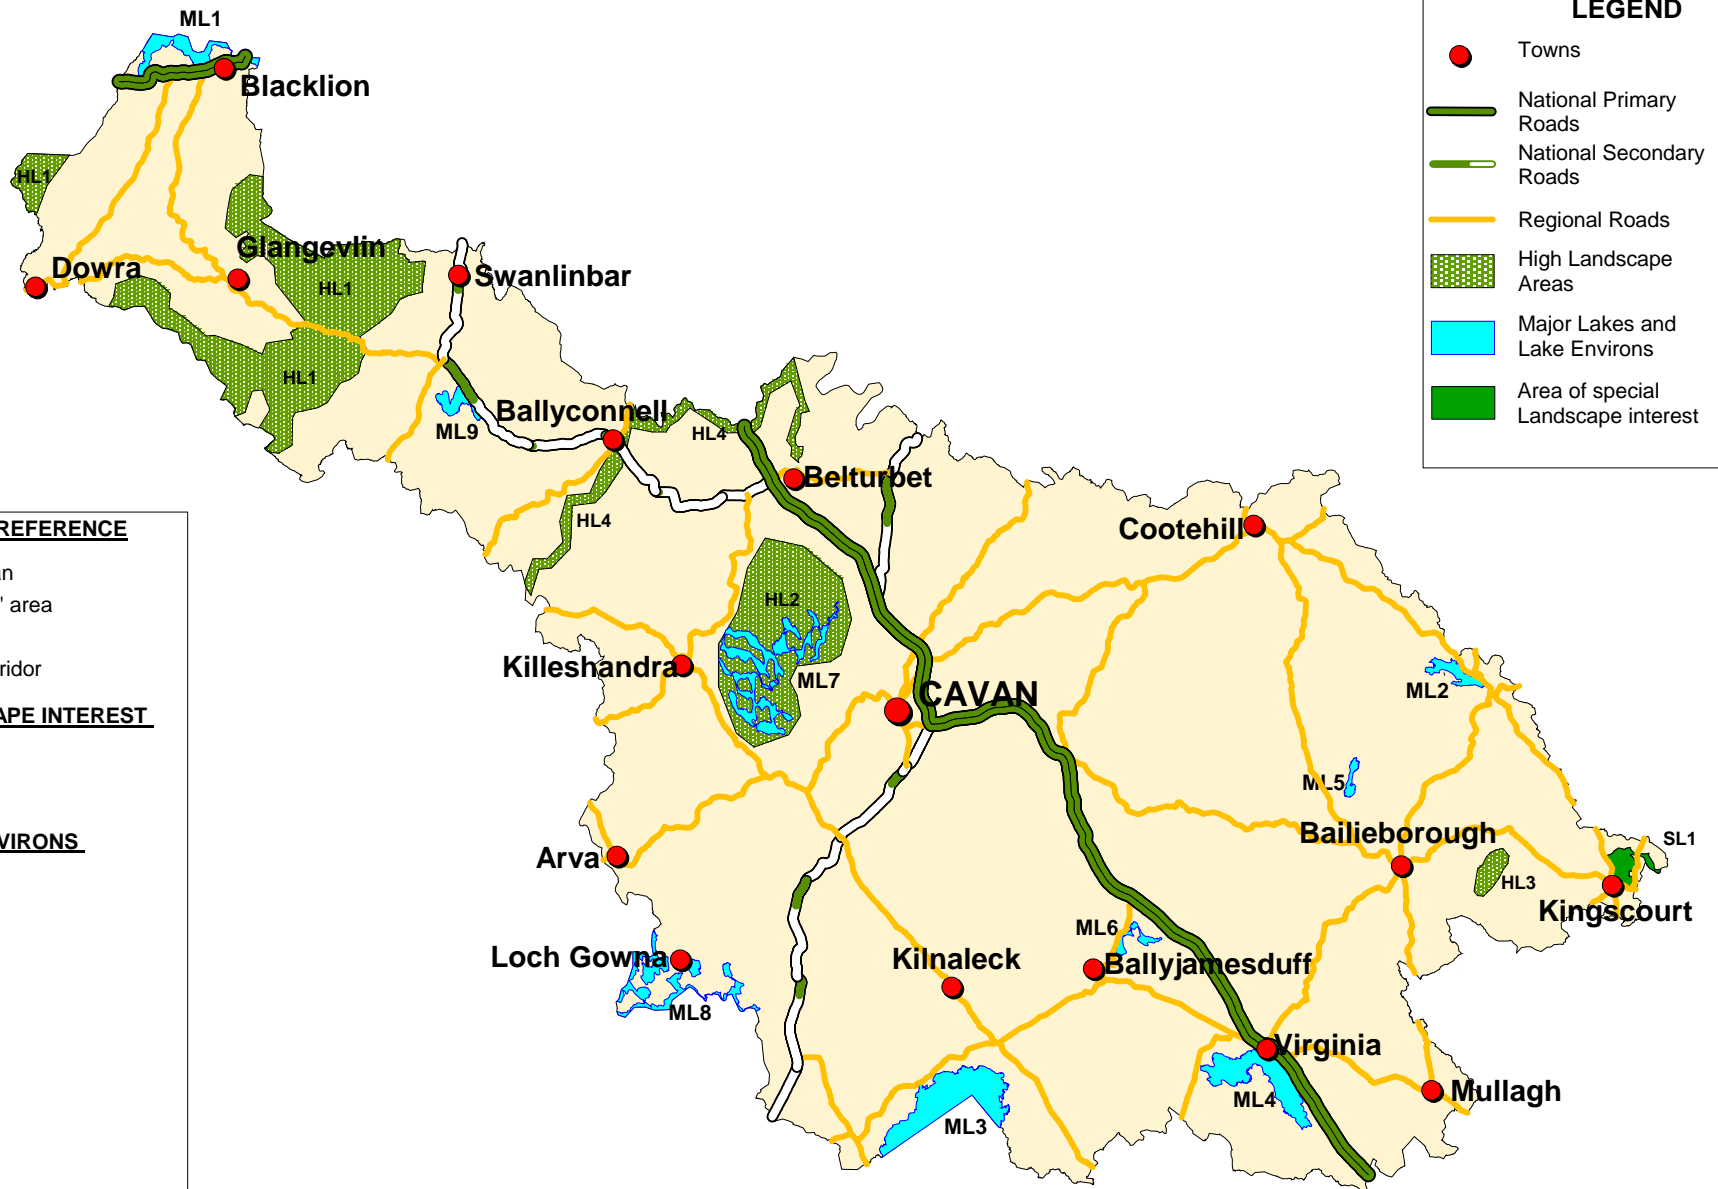 LEGEND
Towns
National Primary
Roads
National Secondary
Roads
Regional Roads
High Landscape
Areas
Major Lakes and
Lake Environs
Area of special
Landscape interest
ML1
Blacklion
HL1
Glangevlin
Dowra
HL1
Swanlinbar
HL1
ML9
Ballyconnell
HL4
Belturbet
HL4
Cootehill
HL2
Killeshandra
ML7
CAVAN
ML2
ML5
Bailieborough
SL1
Arva
HL3
Kingscourt
ML6
Loch Gowna
Kilnaleck
Ballyjamesduff
ML8
Virginia
Mullagh
ML4
ML3
REFERENCE
an
' area
ridor
APE INTEREST
VIRONS